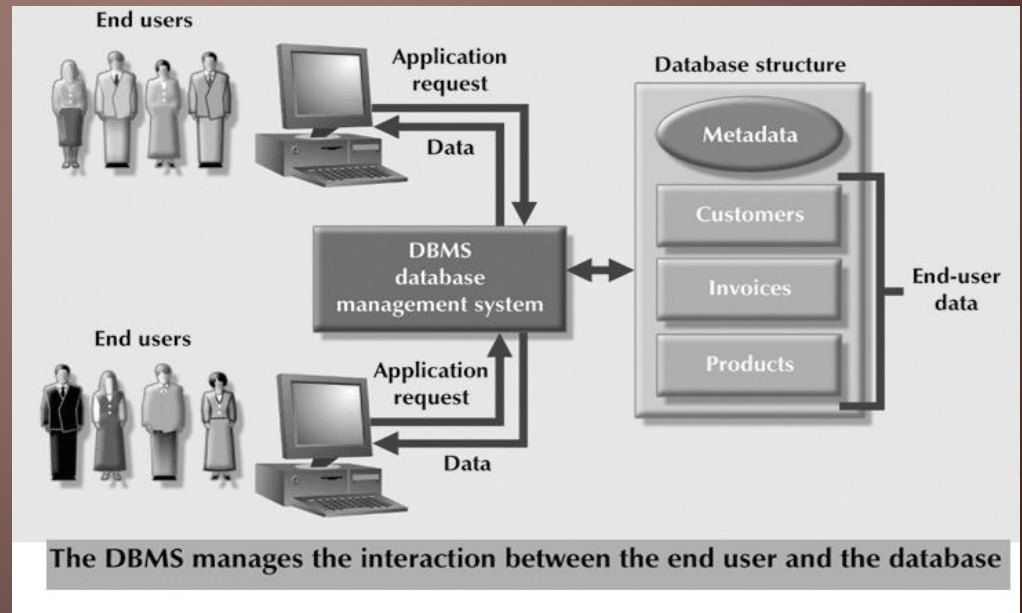 End users
Application
request
Data
Database structure
Metadata
Customers
Invoices
Products
End-user
data
DBMS
database
management system
End users
Application
request
Data
The DBMS manages the interaction between the end user and the database